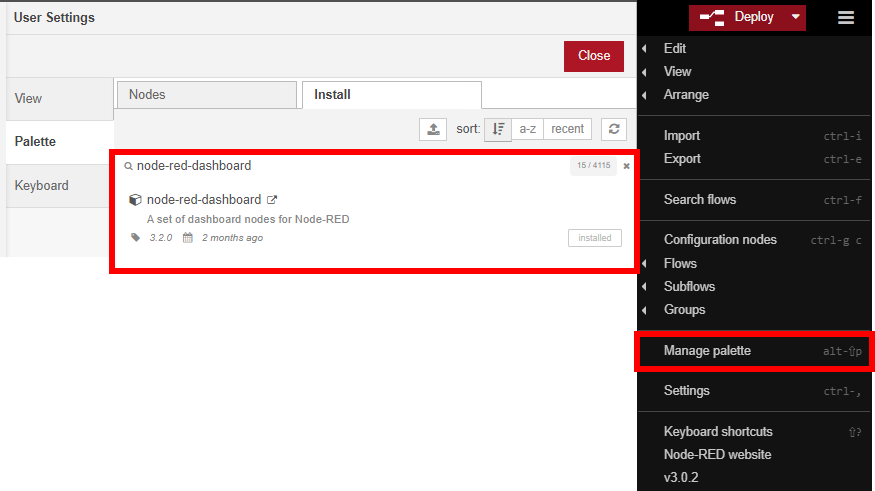 User Settings
Close
View
Palette
Keyboard
Nodes
Install
sort:
a-z
recent
node-red-dashboard
15 / 4115
node-red-dashboard
A set of dashboard nodes for Node-RED
3.2.0
2 months ago
installed
Deploy
Edit
View
Arrange
Import ctrl-i
Export ctrl-e
Search flows ctrl-f
Configuration nodes ctrl-g c
Flows
Subflows
Groups
Manage palette alt-⇧p
Settings ctrl-,
Keyboard shortcuts ⇧?
Node-RED website
v3.0.2